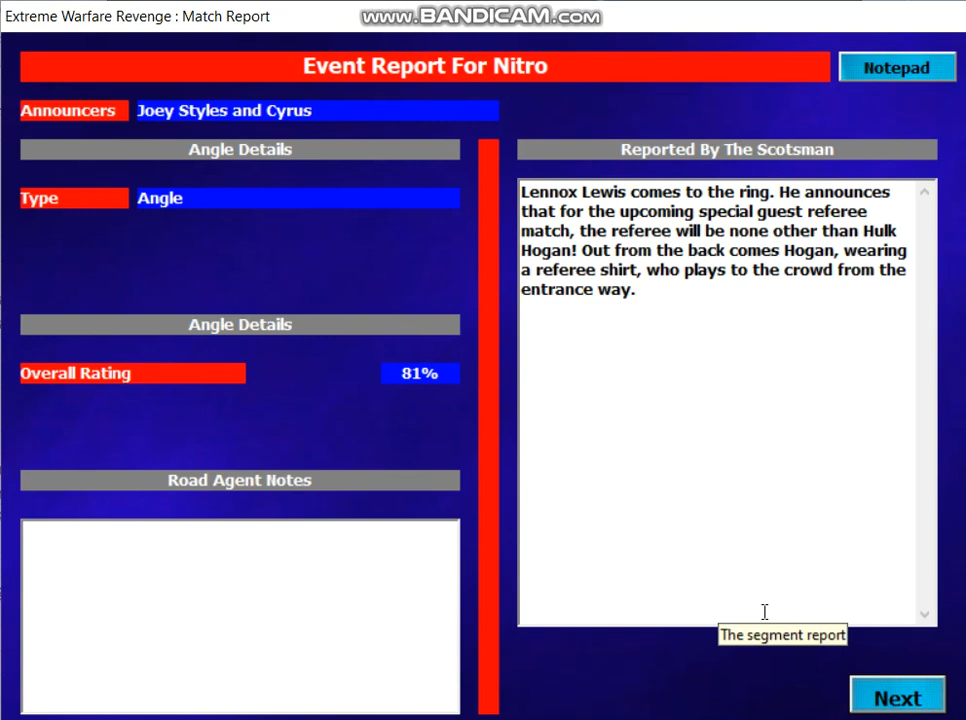 Extreme Warfare Revenge : Match Report
www.BANDICAM.com
Event Report For Nitro
Notepad
Announcers
Joey Styles and Cyrus
Angle Details
Type
Angle
Angle Details
Overall Rating
81%
Road Agent Notes
Reported By The Scotsman
Lennox Lewis comes to the ring. He announces
that for the upcoming special guest referee
match, the referee will be none other than Hulk
Hogan! Out from the back comes Hogan, wearing
a referee shirt, who plays to the crowd from the
entrance way.
The segment report
Next